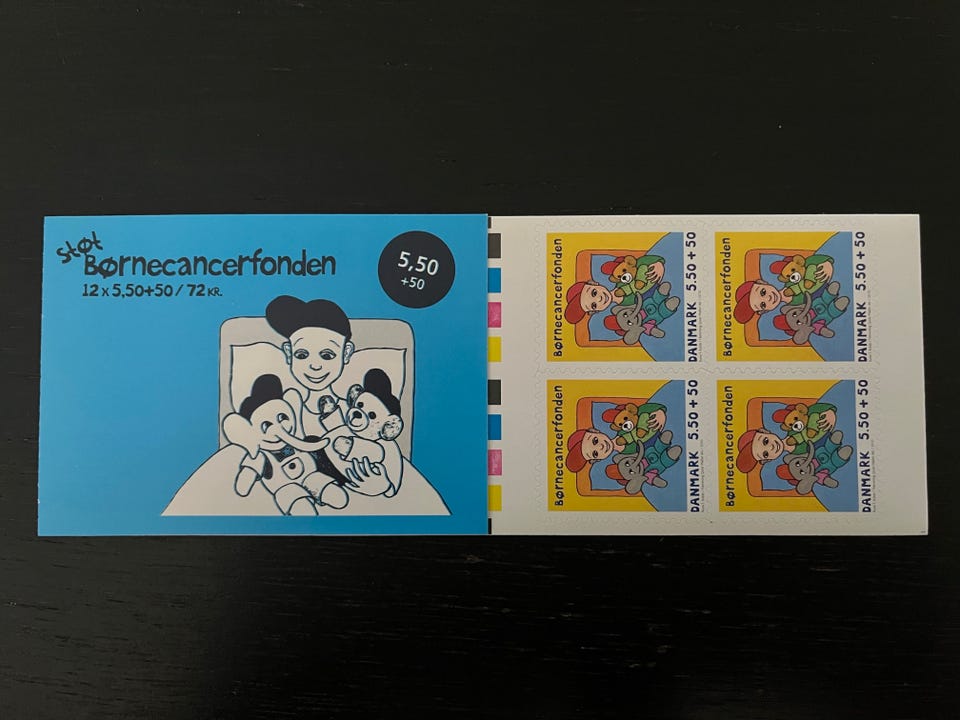 støt
Børnecancerfonden
12 x 5,50+50 / 72 KR.
5,50
+50
Børnecancerfonden
DANMARK 5.50 + 50
Børnecancerfonden
DANMARK 5.50 + 50
Børnecancerfonden
DANMARK 5.50 + 50
Børnecancerfonden
DANMARK 5.50 + 50